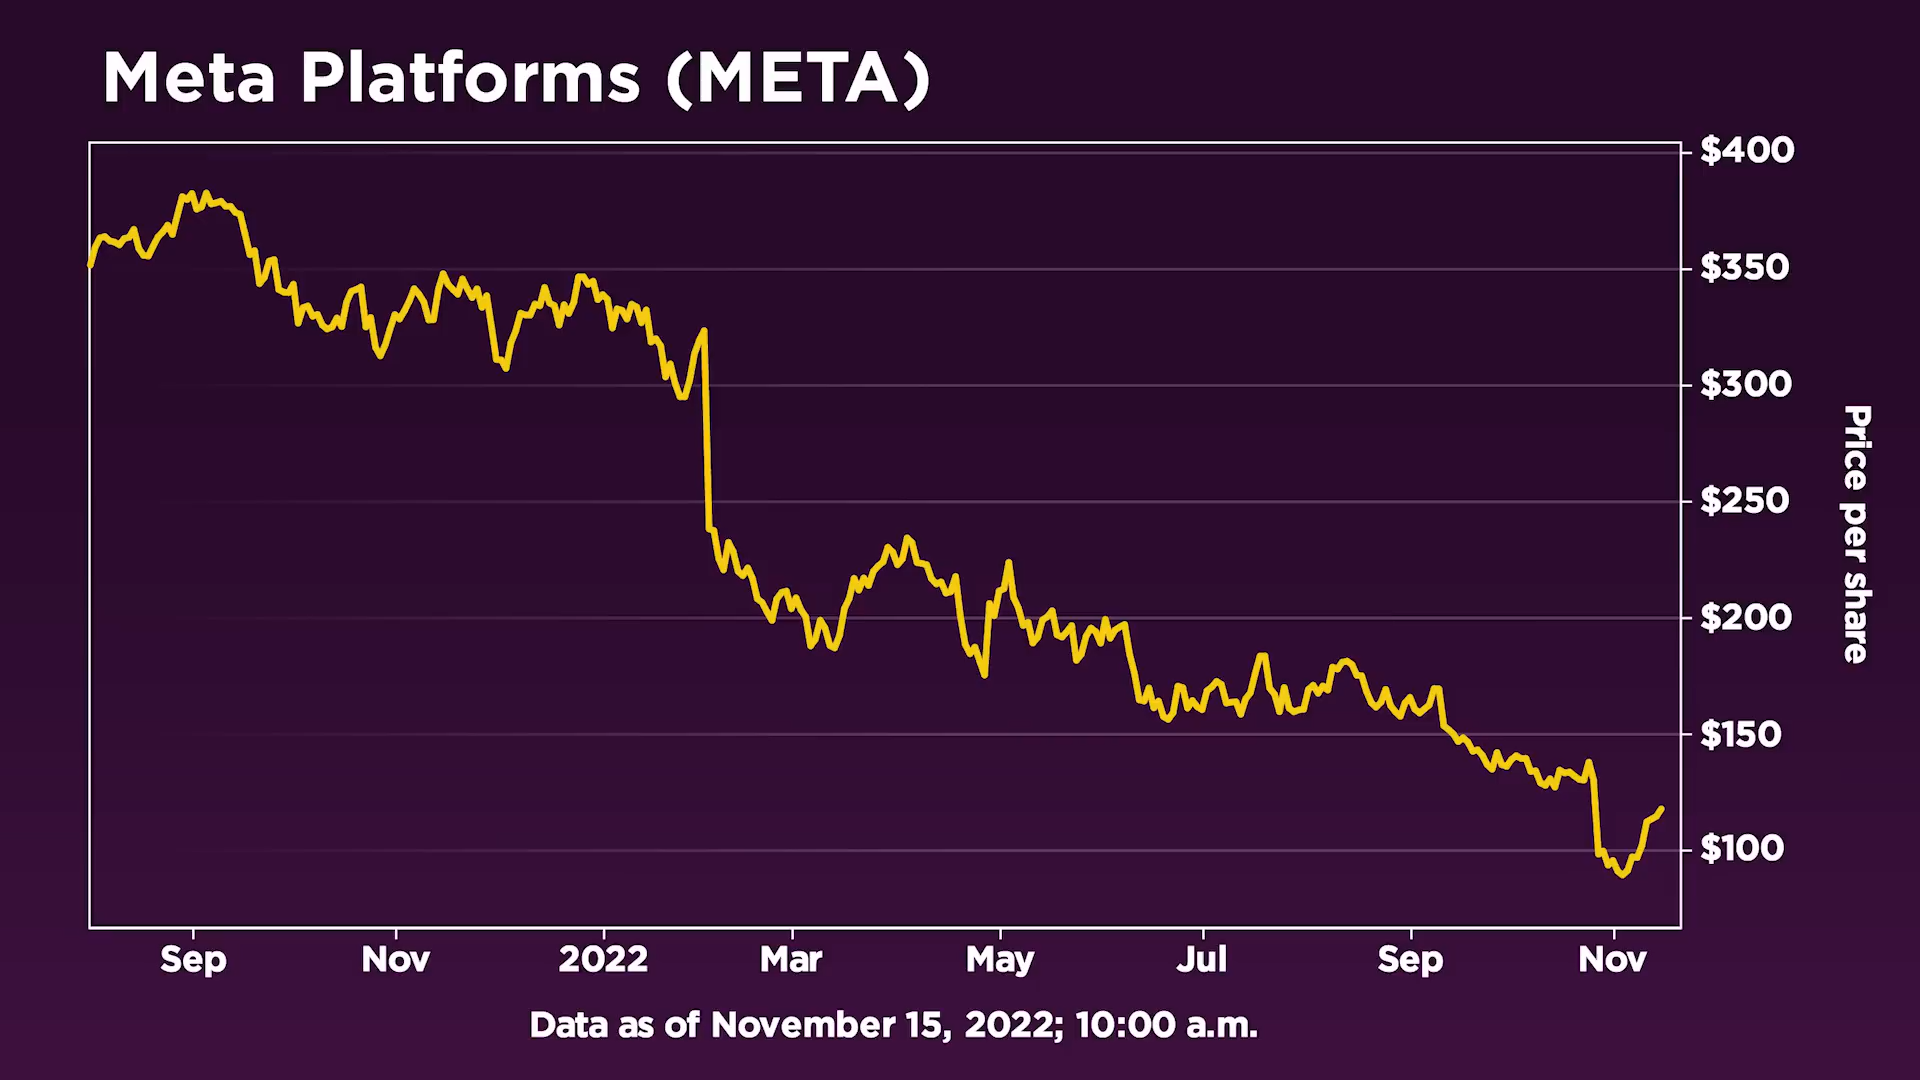 Meta Platforms (META)
$400
$350
$300
$250
$200
$150
$100
Price per share
Sep Nov 2022 Mar May Jul Sep Nov
Data as of November 15, 2022; 10:00 a.m.